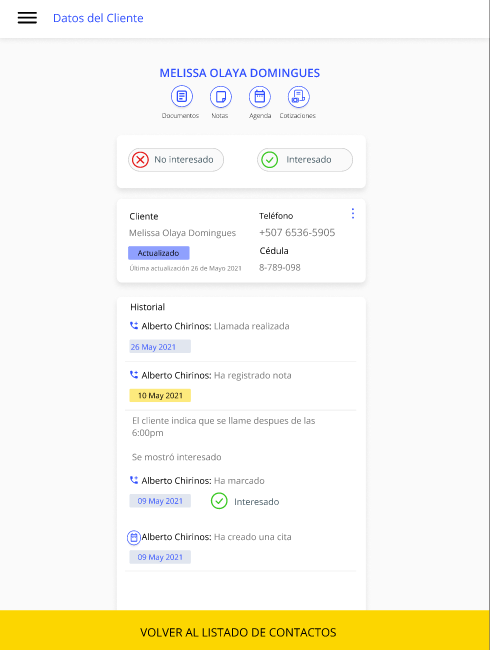 Datos del Cliente
MELISSA OLAYA DOMINGUES
Documentos Notas Agenda Cotizaciones
No interesado Interesado
Cliente Teléfono
Melissa Olaya Domingues +507 6536-5905
Actualizado Cédula
Última actualización 26 de Mayo 2021 8-789-098
Historial
Alberto Chirinos: Llamada realizada
26 May 2021
Alberto Chirinos: Ha registrado nota
10 May 2021
El cliente indica que se llame despues de las
6:00pm
Se mostró interesado
Alberto Chirinos: Ha marcado
09 May 2021 Interesado
Alberto Chirinos: Ha creado una cita
09 May 2021
VOLVER AL LISTADO DE CONTACTOS